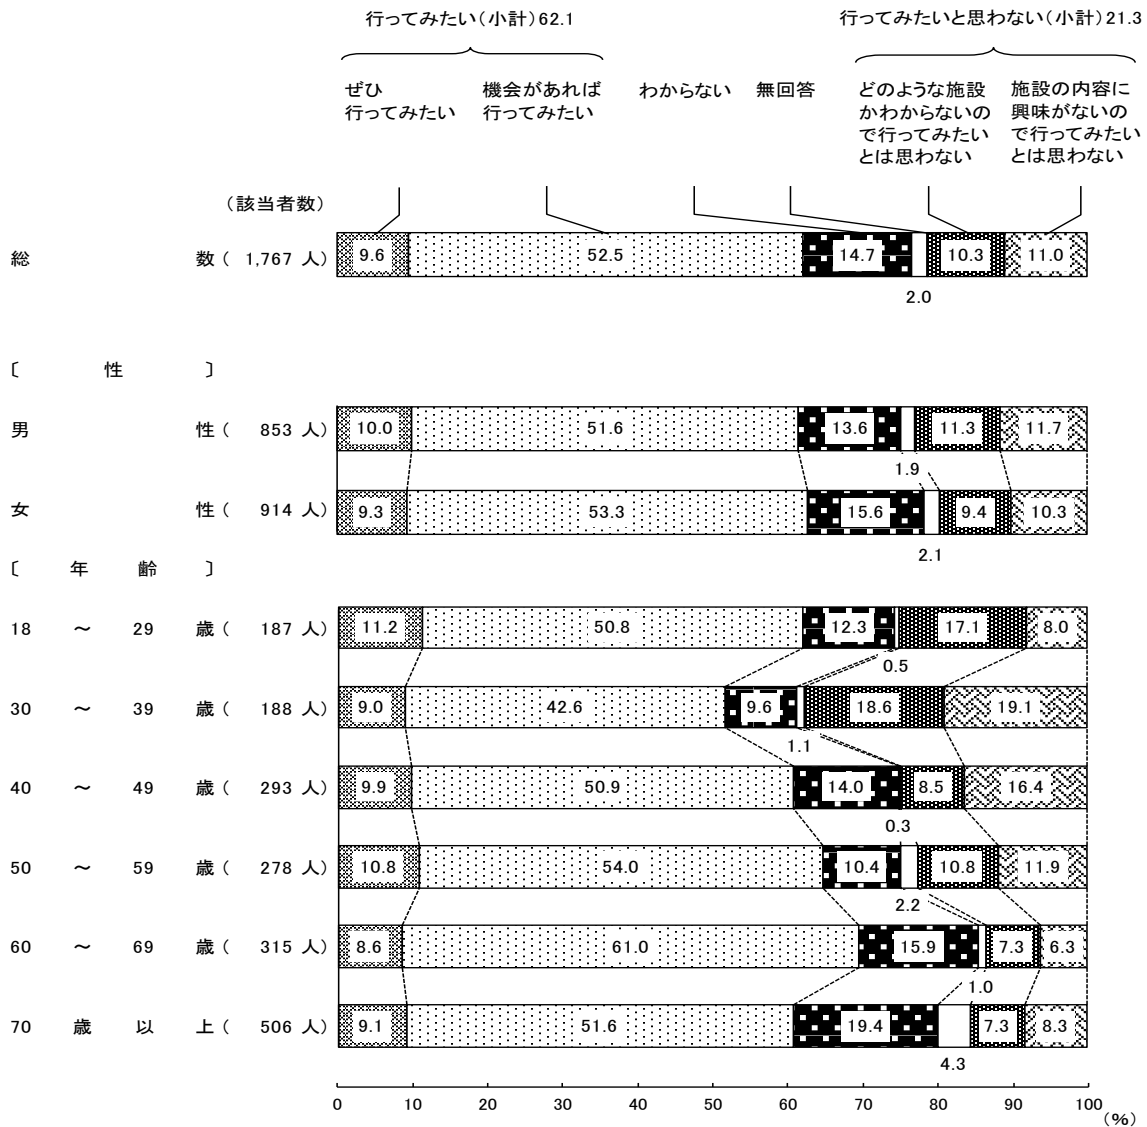 行ってみたい(小計)62.1
行ってみたいと思わない(小計)21.3
ぜひ
行ってみたい
機会があれば
行ってみたい
わからない
無回答
どのような施設
かわからないの
で行ってみたい
とは思わない
施設の内容に
興味がないの
で行ってみたい
とは思わない
(該当者数)
総 数 ( 1,767 人)
9.6 52.5 14.7 10.3 11.0
2.0
〔 性 〕
男 性 ( 853 人)
10.0 51.6 13.6 11.3 11.7
1.9
女 性 ( 914 人)
9.3 53.3 15.6 9.4 10.3
2.1
〔 年 齢 〕
18 ～ 29 歳 ( 187 人)
11.2 50.8 12.3 17.1 8.0
0.5
30 ～ 39 歳 ( 188 人)
9.0 42.6 9.6 18.6 19.1
1.1
40 ～ 49 歳 ( 293 人)
9.9 50.9 14.0 8.5 16.4
0.3
50 ～ 59 歳 ( 278 人)
10.8 54.0 10.4 10.8 11.9
2.2
60 ～ 69 歳 ( 315 人)
8.6 61.0 15.9 7.3 6.3
1.0
70 歳 以 上 ( 506 人)
9.1 51.6 19.4 7.3 8.3
4.3
0 10 20 30 40 50 60 70 80 90 100
(%)